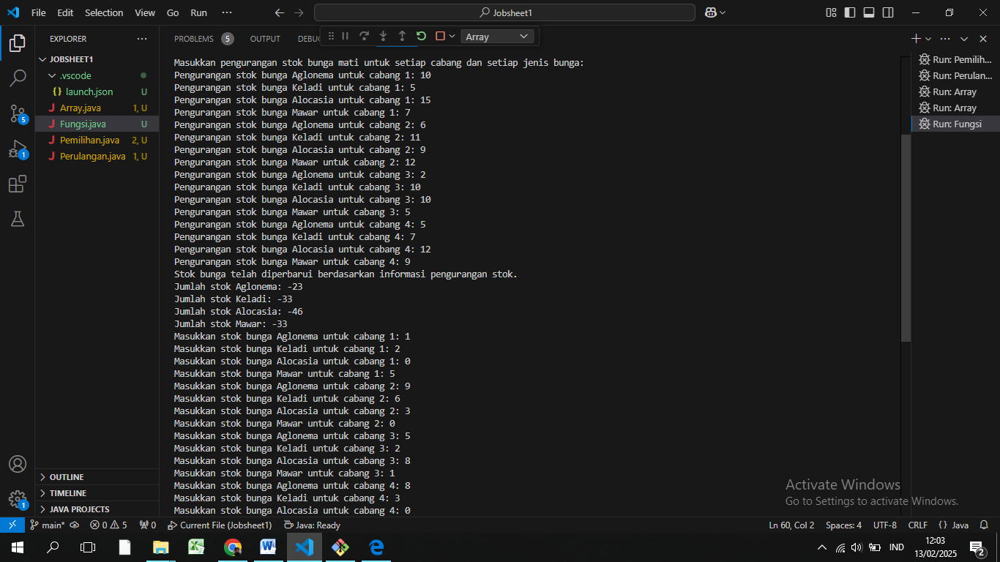 File Edit Selection View Go Run ··· Jobsheet1
EXPLORER ···
JOBSHEET1
.vscode
{} launch.json U
J Array.java 1, U
J Fungsi.java U
J Pemilihan.java 2, U
J Perulangan.java 1, U
OUTLINE
TIMELINE
JAVA PROJECTS
5
1
1
PROBLEMS 5 OUTPUT DEBU Array
Masukkan pengurangan stok bunga mati untuk setiap cabang dan setiap jenis bunga:
Pengurangan stok bunga Aglonema untuk cabang 1: 10
Pengurangan stok bunga Keladi untuk cabang 1: 5
Pengurangan stok bunga Alocasia untuk cabang 1: 15
Pengurangan stok bunga Mawar untuk cabang 1: 7
Pengurangan stok bunga Aglonema untuk cabang 2: 6
Pengurangan stok bunga Keladi untuk cabang 2: 11
Pengurangan stok bunga Alocasia untuk cabang 2: 9
Pengurangan stok bunga Mawar untuk cabang 2: 12
Pengurangan stok bunga Aglonema untuk cabang 3: 2
Pengurangan stok bunga Keladi untuk cabang 3: 10
Pengurangan stok bunga Alocasia untuk cabang 3: 10
Pengurangan stok bunga Mawar untuk cabang 3: 5
Pengurangan stok bunga Aglonema untuk cabang 4: 5
Pengurangan stok bunga Keladi untuk cabang 4: 7
Pengurangan stok bunga Alocasia untuk cabang 4: 12
Pengurangan stok bunga Mawar untuk cabang 4: 9
Stok bunga telah diperbarui berdasarkan informasi pengurangan stok.
Jumlah stok Aglonema: -23
Jumlah stok Keladi: -33
Jumlah stok Alocasia: -46
Jumlah stok Mawar: -33
Masukkan stok bunga Aglonema untuk cabang 1: 1
Masukkan stok bunga Keladi untuk cabang 1: 2
Masukkan stok bunga Alocasia untuk cabang 1: 0
Masukkan stok bunga Mawar untuk cabang 1: 5
Masukkan stok bunga Aglonema untuk cabang 2: 9
Masukkan stok bunga Keladi untuk cabang 2: 6
Masukkan stok bunga Alocasia untuk cabang 2: 3
Masukkan stok bunga Mawar untuk cabang 2: 0
Masukkan stok bunga Aglonema untuk cabang 3: 5
Masukkan stok bunga Keladi untuk cabang 3: 2
Masukkan stok bunga Alocasia untuk cabang 3: 8
Masukkan stok bunga Mawar untuk cabang 3: 1
Masukkan stok bunga Aglonema untuk cabang 4: 8
Masukkan stok bunga Keladi untuk cabang 4: 3
Masukkan stok bunga Alocasia untuk cabang 4: 0
Run: Pemilih...
Run: Perulan...
Run: Array
Run: Array
Run: Fungsi
Activate Windows
Go to Settings to activate Windows.
main* 0 5 0 Current File (Jobsheet1) Java: Ready Ln 60, Col 2 Spaces: 4 UTF-8 CRLF {} Java
IND 12:03
13/02/2025
2